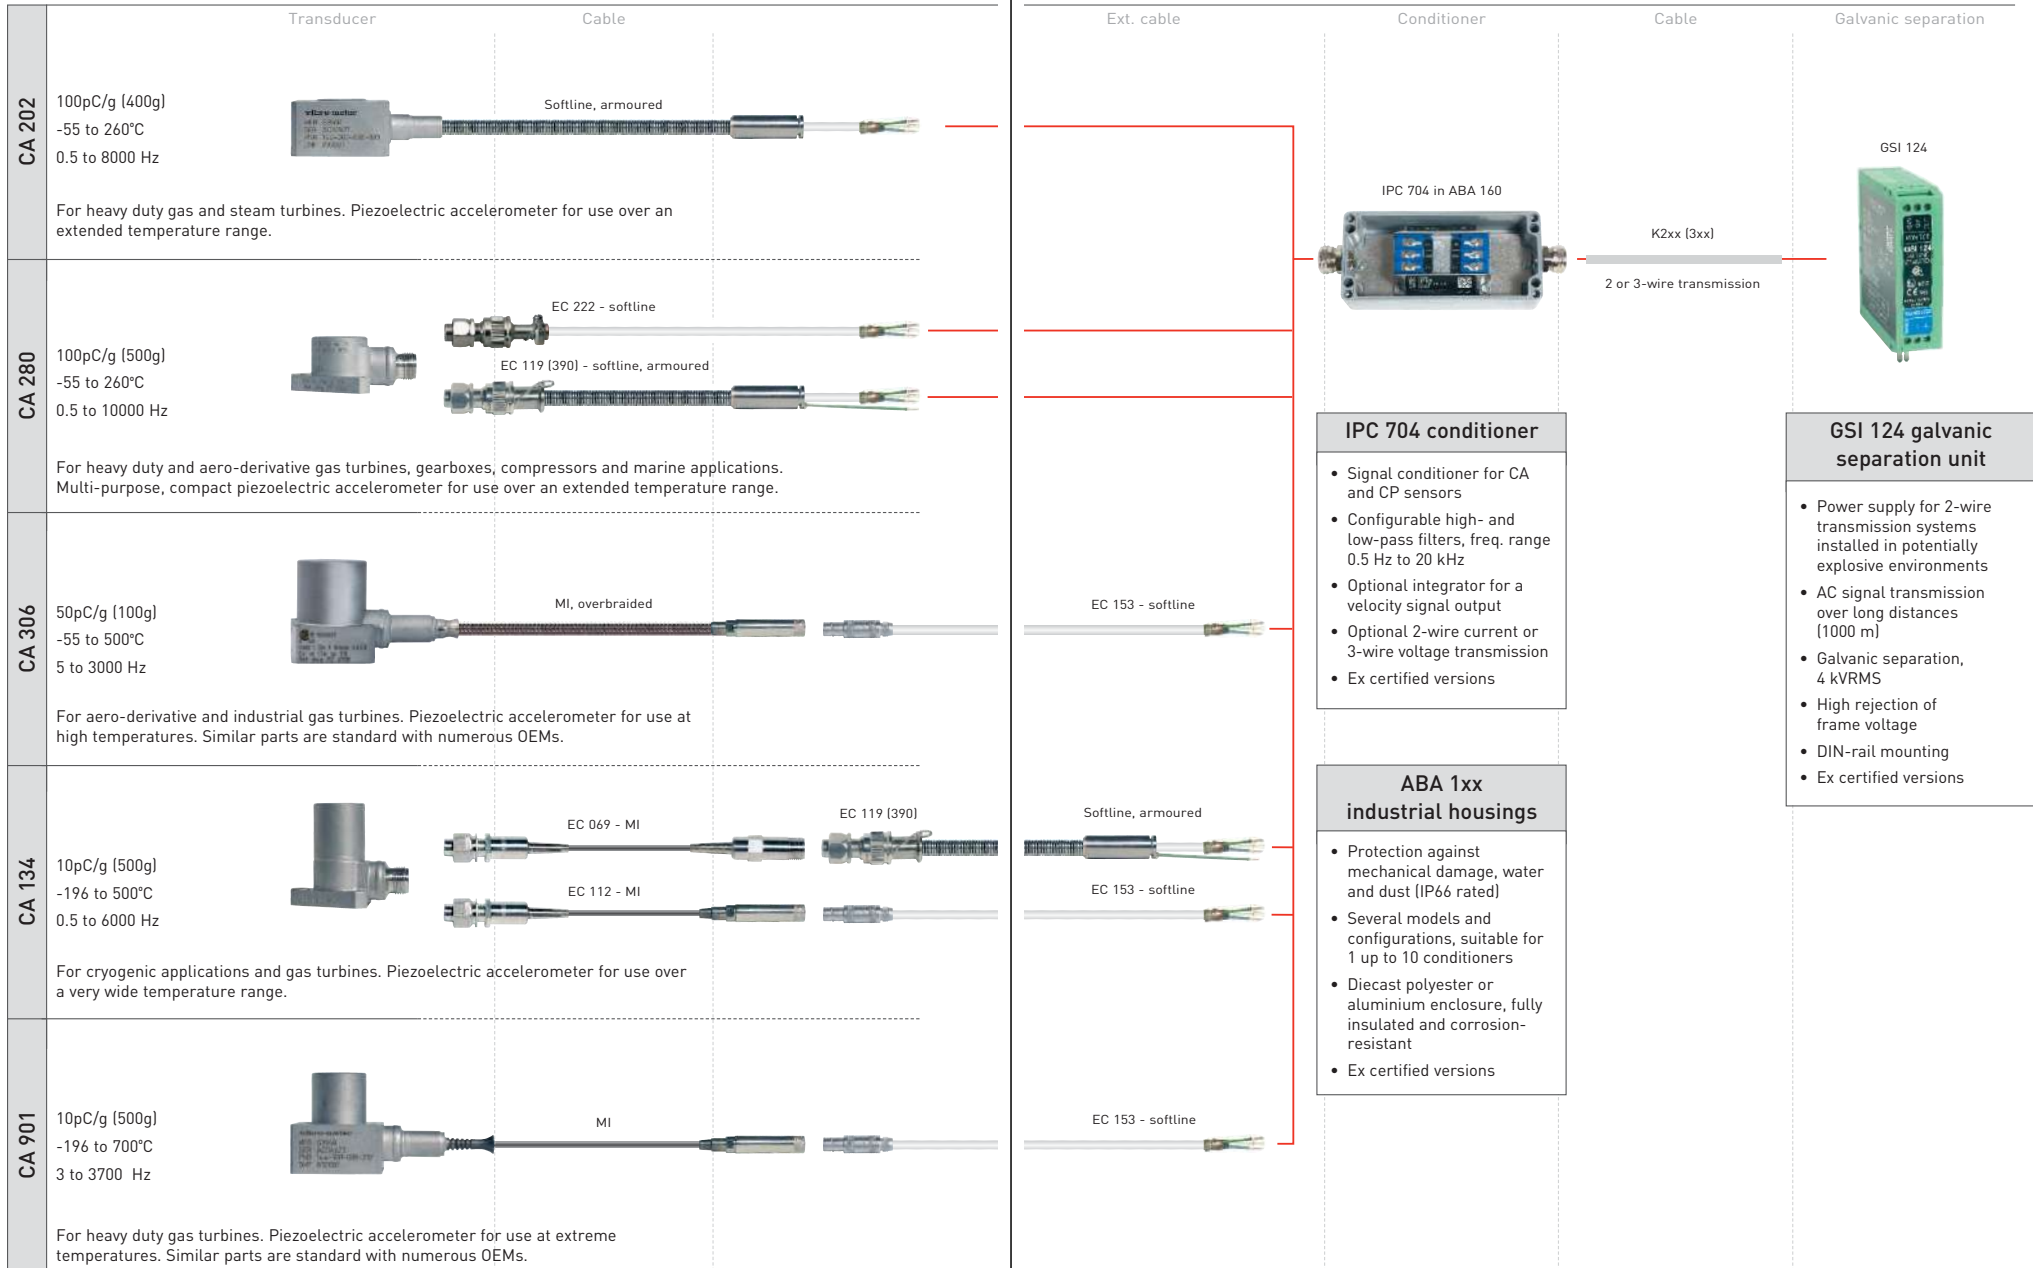 Transducer
Cable
Ext. cable
Conditioner
Cable
Galvanic separation
CA 202
100pC/g (400g)
-55 to 260°C
0.5 to 8000 Hz
Softline, armoured
vibro-meter
For heavy duty gas and steam turbines. Piezoelectric accelerometer for use over an
extended temperature range.
IPC 704 in ABA 160
K2xx (3xx)
2 or 3-wire transmission
GSI 124
CA 280
100pC/g (500g)
-55 to 260°C
0.5 to 10000 Hz
EC 222 - softline
EC 119 (390) - softline, armoured
For heavy duty and aero-derivative gas turbines, gearboxes, compressors and marine applications.
Multi-purpose, compact piezoelectric accelerometer for use over an extended temperature range.
CA 306
50pC/g (100g)
-55 to 500°C
5 to 3000 Hz
MI, overbraided
EC 153 - softline
For aero-derivative and industrial gas turbines. Piezoelectric accelerometer for use at
high temperatures. Similar parts are standard with numerous OEMs.
CA 134
10pC/g (500g)
-196 to 500°C
0.5 to 6000 Hz
EC 069 - MI
EC 119 (390)
Softline, armoured
EC 112 - MI
EC 153 - softline
For cryogenic applications and gas turbines. Piezoelectric accelerometer for use over
a very wide temperature range.
CA 901
10pC/g (500g)
-196 to 700°C
3 to 3700 Hz
MI
EC 153 - softline
For heavy duty gas turbines. Piezoelectric accelerometer for use at extreme
temperatures. Similar parts are standard with numerous OEMs.
IPC 704 conditioner
• Signal conditioner for CA
and CP sensors
• Configurable high- and
low-pass filters, freq. range
0.5 Hz to 20 kHz
• Optional integrator for a
velocity signal output
• Optional 2-wire current or
3-wire voltage transmission
• Ex certified versions
ABA 1xx
industrial housings
• Protection against
mechanical damage, water
and dust (IP66 rated)
• Several models and
configurations, suitable for
1 up to 10 conditioners
• Diecast polyester or
aluminium enclosure, fully
insulated and corrosion-
resistant
• Ex certified versions
GSI 124 galvanic
separation unit
• Power supply for 2-wire
transmission systems
installed in potentially
explosive environments
• AC signal transmission
over long distances
(1000 m)
• Galvanic separation,
4 kVRMS
• High rejection of
frame voltage
• DIN-rail mounting
• Ex certified versions